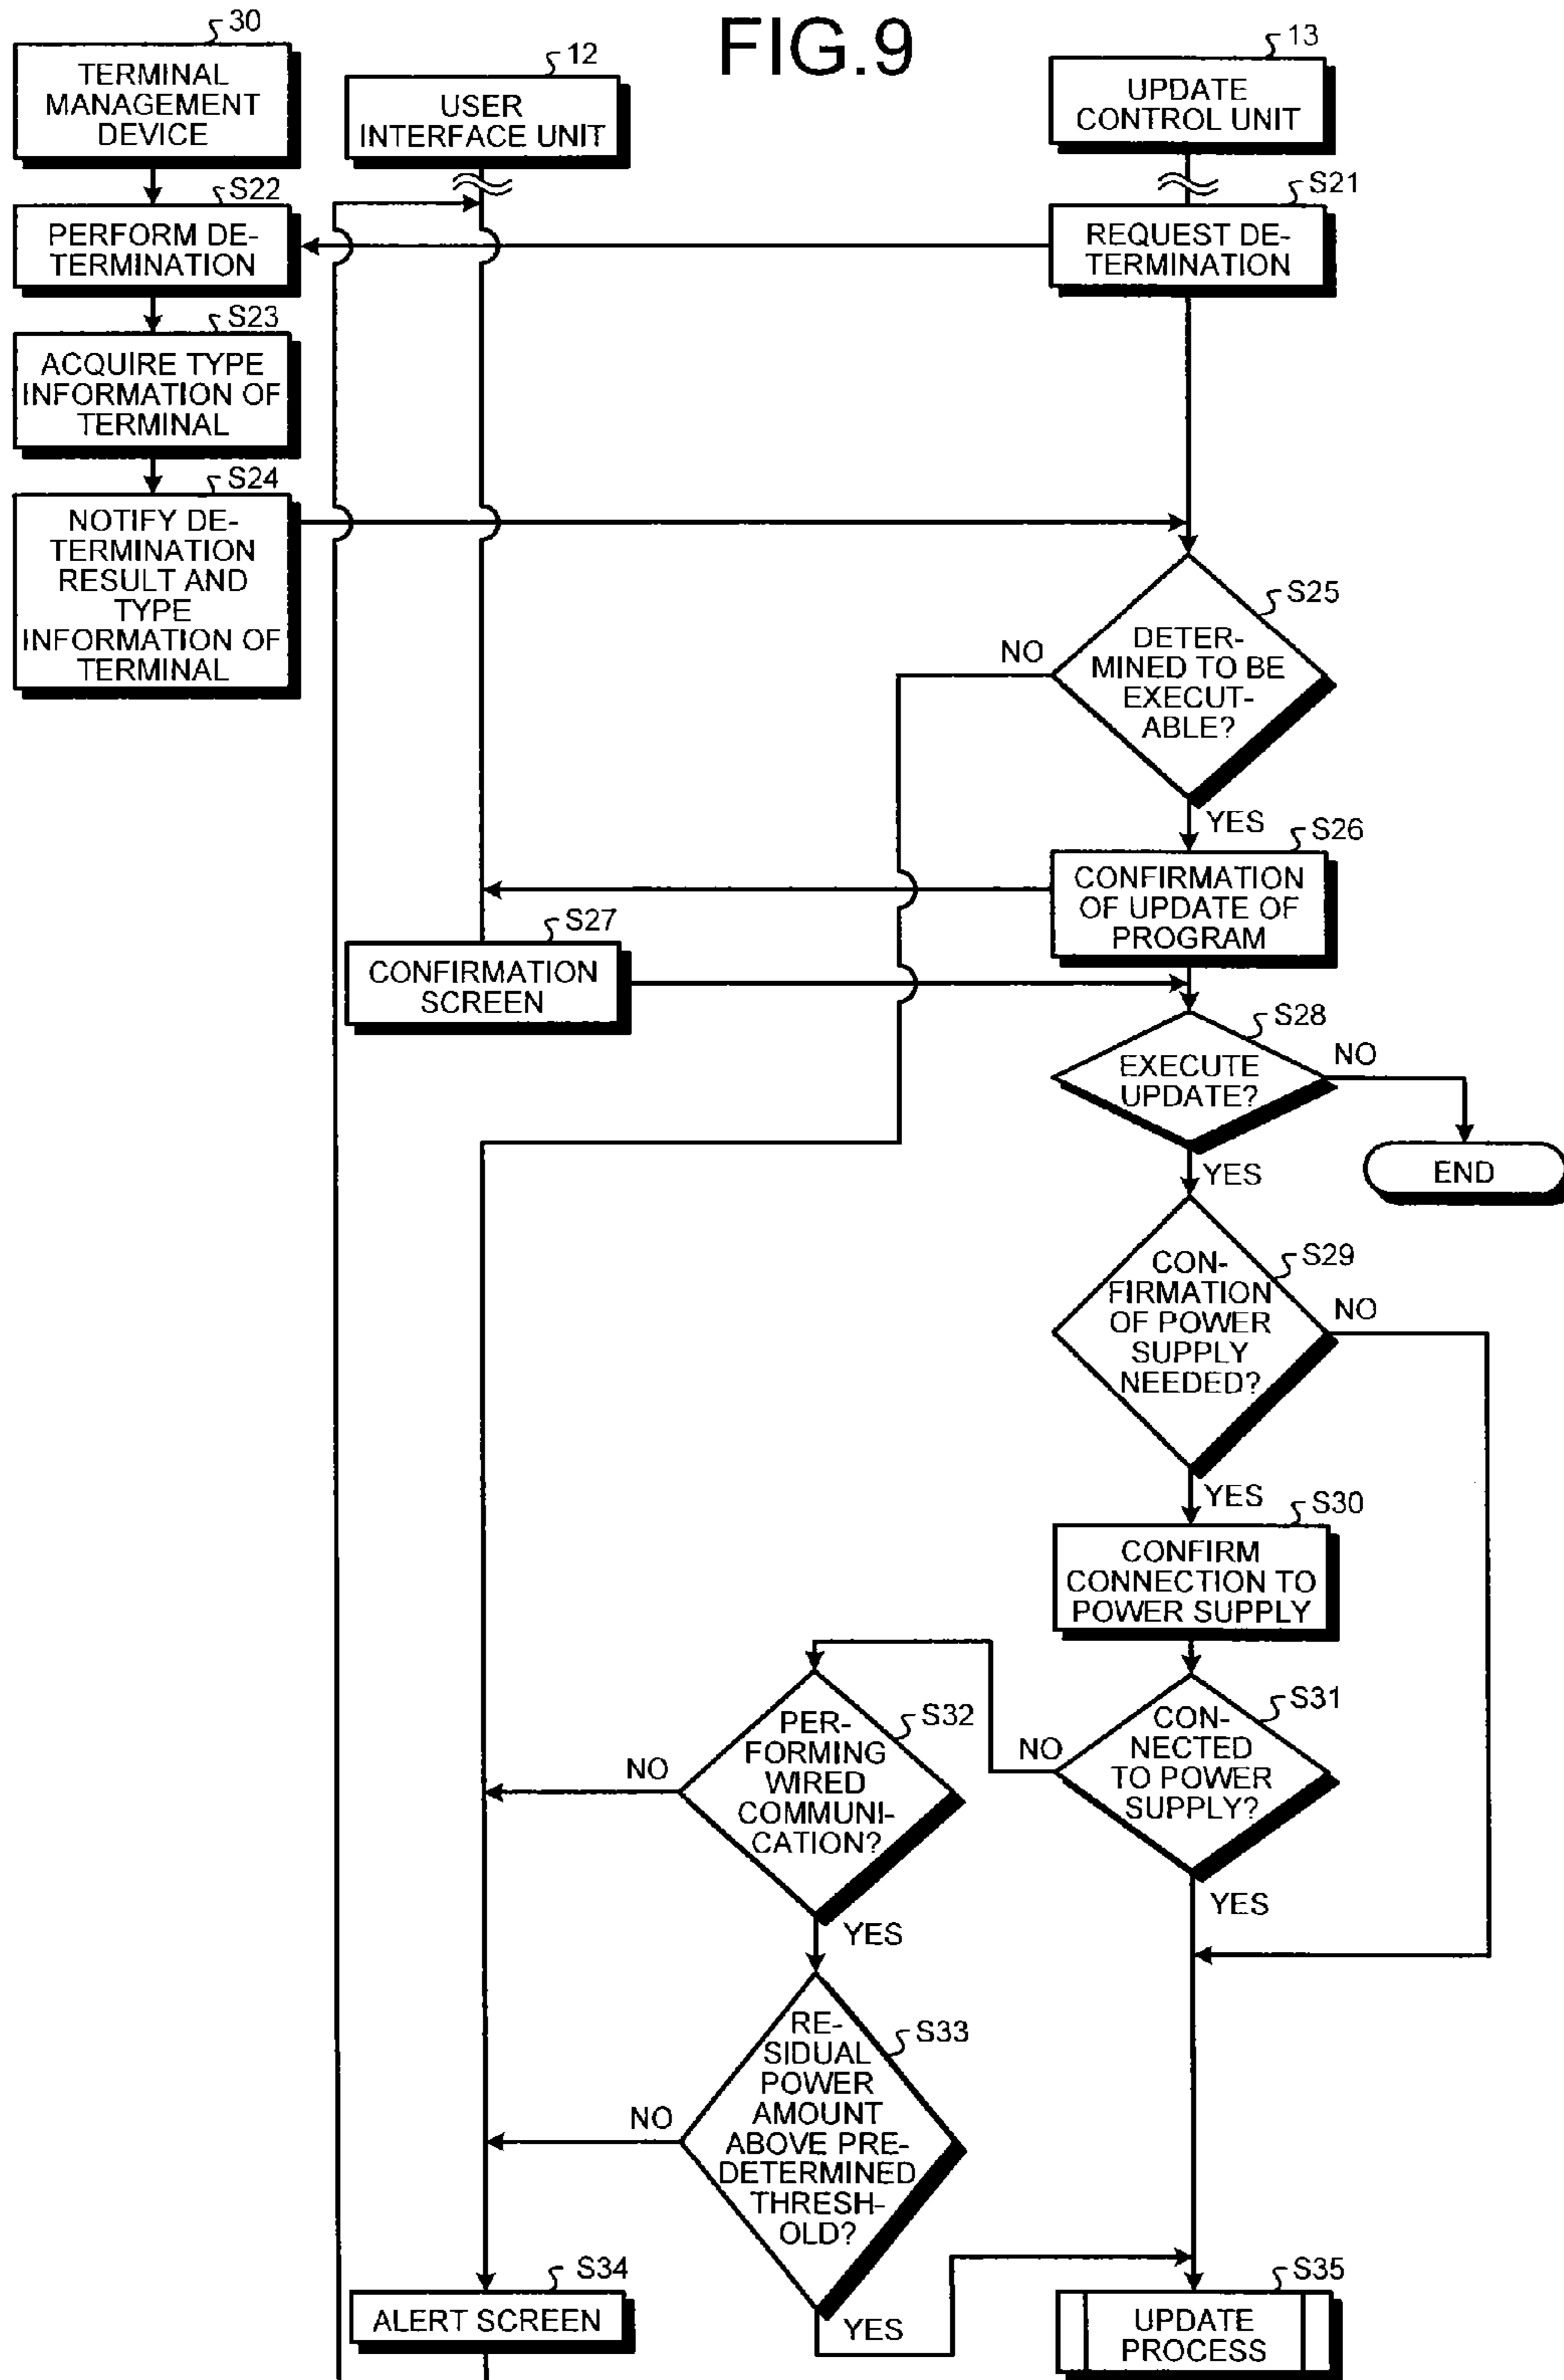 FIG.9
30
TERMINAL
MANAGEMENT
DEVICE
12
USER
INTERFACE UNIT
13
UPDATE
CONTROL UNIT
S22
PERFORM DE-
TERMINATION
S21
REQUEST DE-
TERMINATION
S23
ACQUIRE TYPE
INFORMATION OF
TERMINAL
S24
NOTIFY DE-
TERMINATION
RESULT AND
TYPE
INFORMATION OF
TERMINAL
S25
DETER-
MINED TO BE
EXECUT-
ABLE?
NO
YES
S26
CONFIRMATION
OF UPDATE OF
PROGRAM
S27
CONFIRMATION
SCREEN
S28
EXECUTE
UPDATE?
NO
END
YES
S29
CON-
FIRMATION
OF POWER
SUPPLY
NEEDED?
NO
YES
S30
CONFIRM
CONNECTION TO
POWER SUPPLY
S31
CON-
NECTED
TO POWER
SUPPLY?
NO
YES
S32
PER-
FORMING
WIRED
COMMUNI-
CATION?
NO
YES
S33
RE-
SIDUAL
POWER
AMOUNT
ABOVE PRE-
DETERMINED
THRESH-
OLD?
NO
YES
S34
ALERT SCREEN
S35
UPDATE
PROCESS